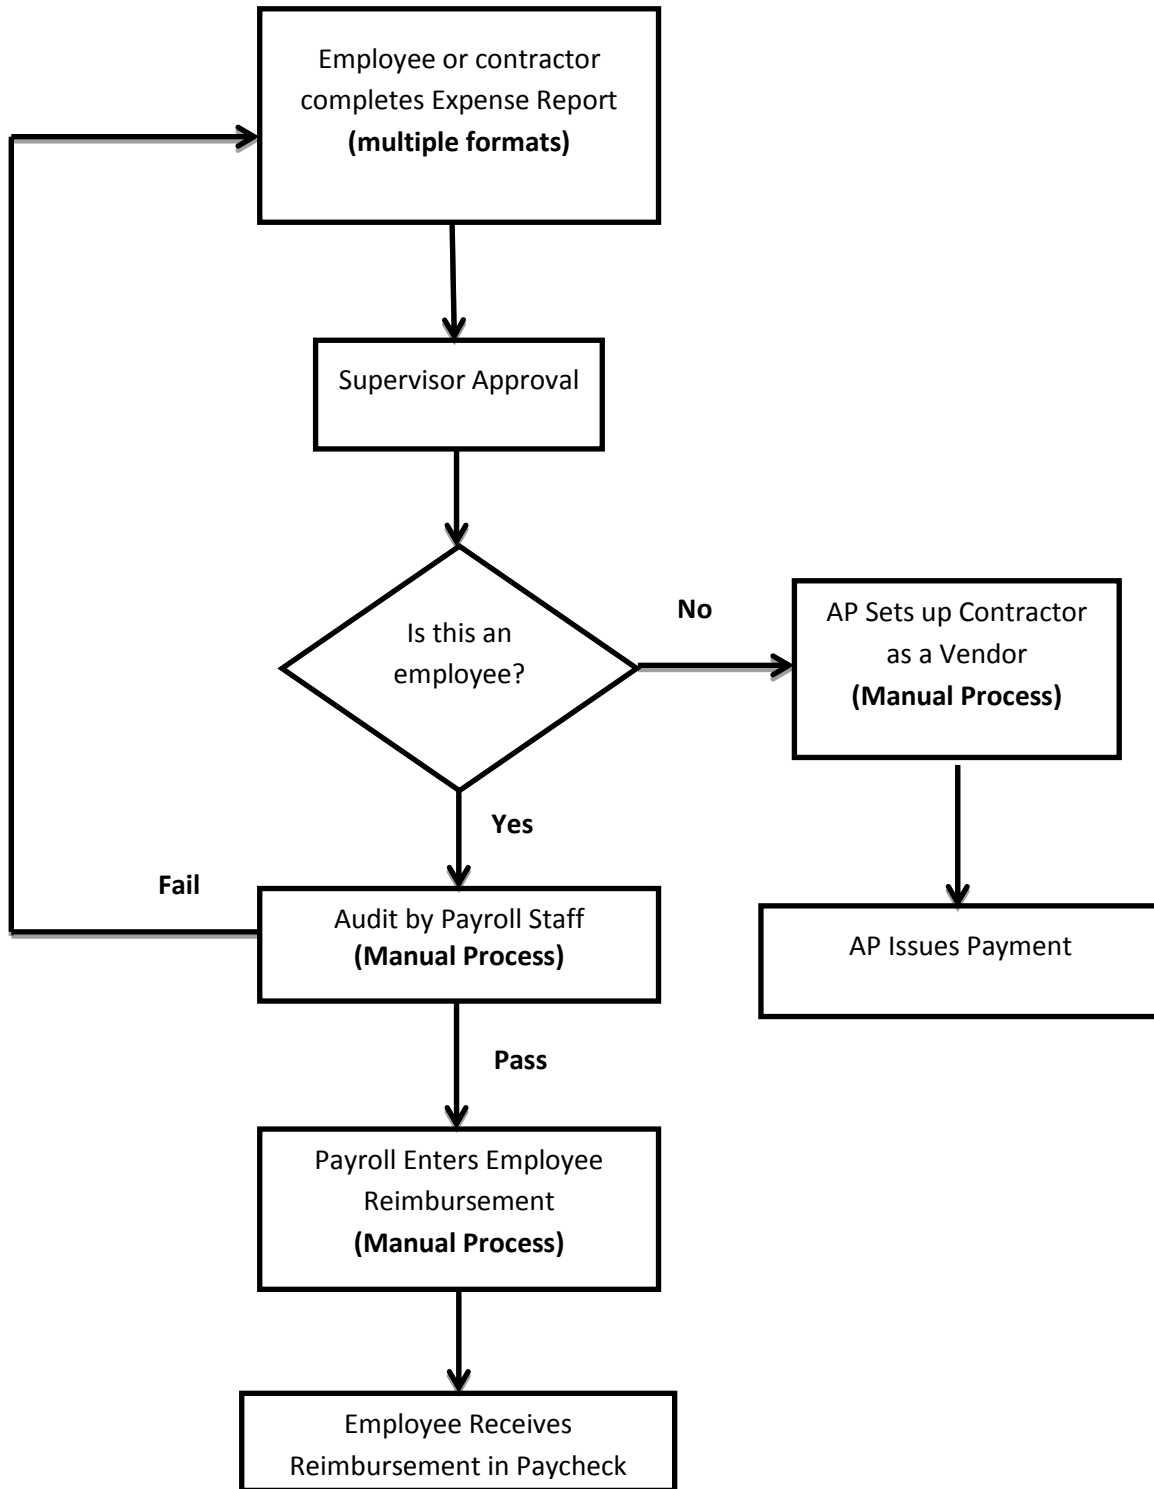 Employee or contractor
completes Expense Report
(multiple formats)
Supervisor Approval
Is this an
employee?
No
AP Sets up Contractor
as a Vendor
(Manual Process)
Yes
Fail
Audit by Payroll Staff
(Manual Process)
AP Issues Payment
Pass
Payroll Enters Employee
Reimbursement
(Manual Process)
Employee Receives
Reimbursement in Paycheck